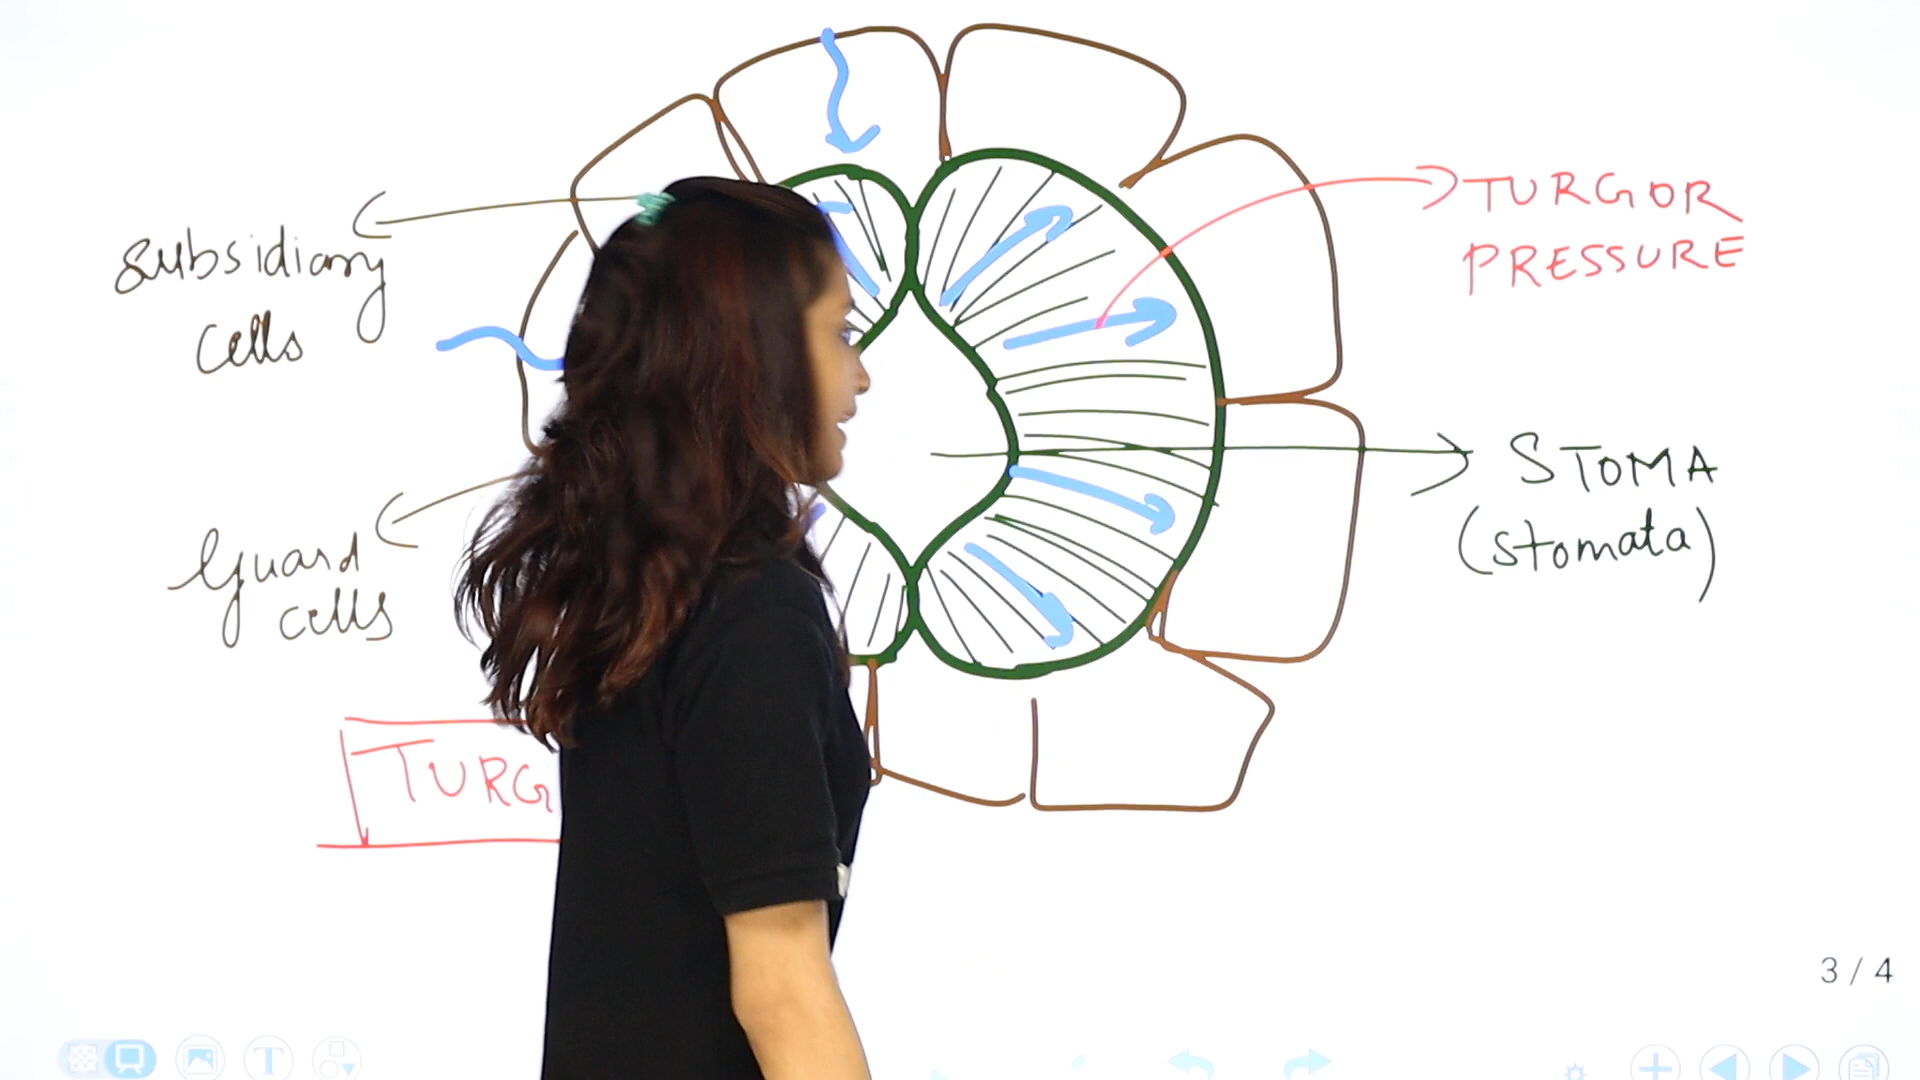 Subsidiary
cells
TURGOR
PRESSURE
STOMA
(stomata)
Guard
cells
TURG
3 / 4
T